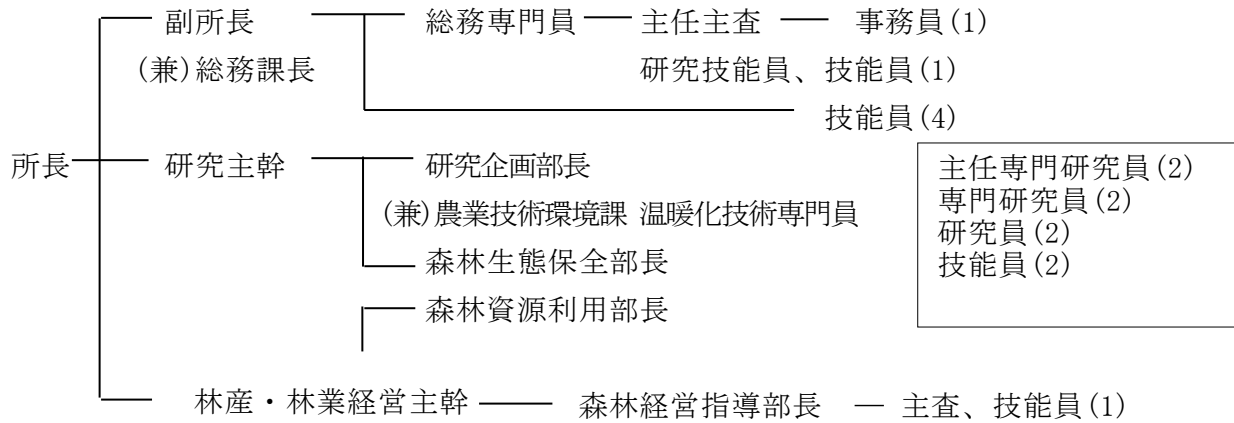 副所長 総務専門員 主任主査 事務員(1)
(兼)総務課長 研究技能員、技能員(1)
技能員(4)
所長 研究主幹 研究企画部長
(兼)農業技術環境課 温暖化技術専門員
森林生態保全部長
森林資源利用部長
主任専門研究員(2)
専門研究員(2)
研究員(2)
技能員(2)
林産・林業経営主幹 森林経営指導部長 主査、技能員(1)